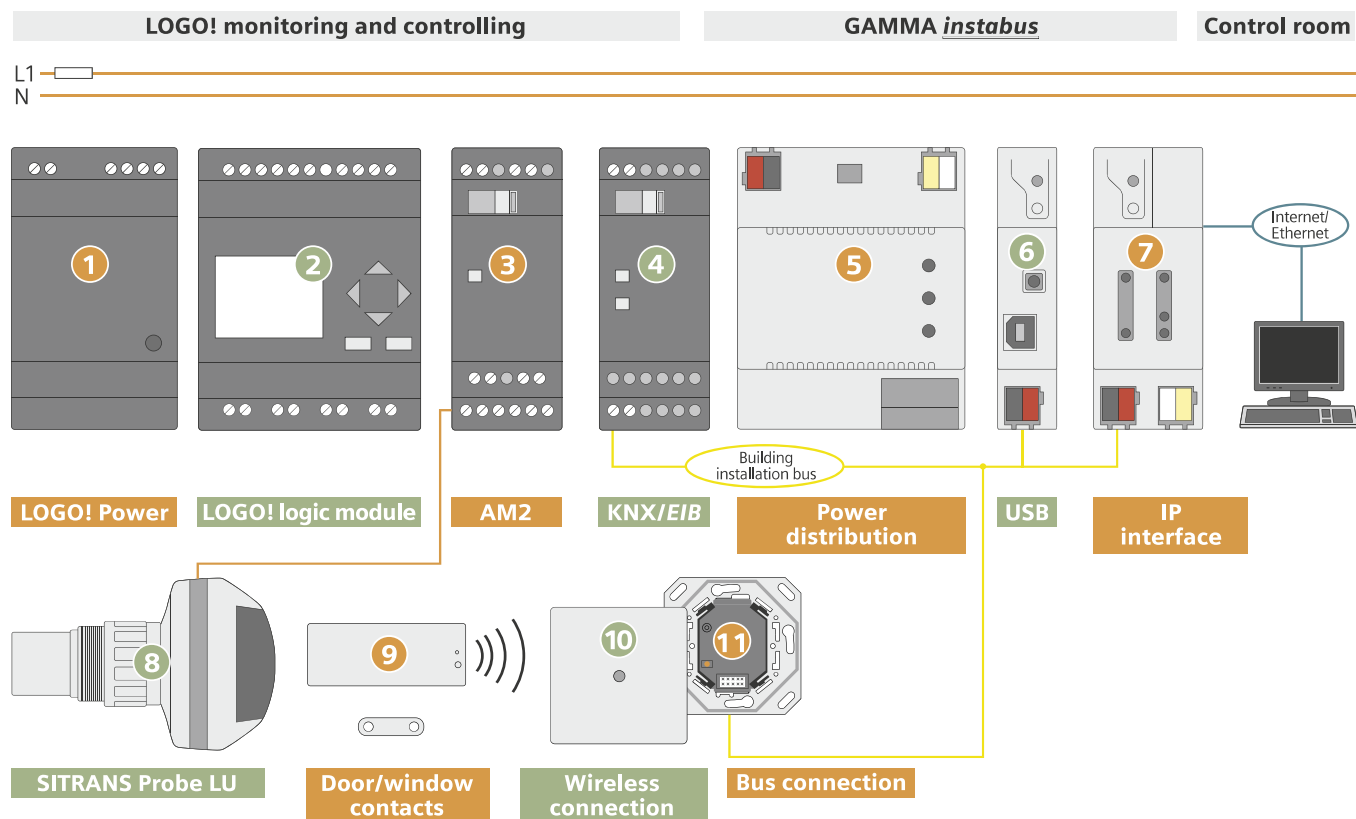 LOGO! monitoring and controlling
GAMMA instabus
Control room
L1
N
1
2
3
4
5
6
7
Internet/
Ethernet
Building
installation bus
LOGO! Power
LOGO! logic module
AM2
KNX/EIB
Power
distribution
USB
IP
interface
8
9
10
11
SITRANS Probe LU
Door/window
contacts
Wireless
connection
Bus connection